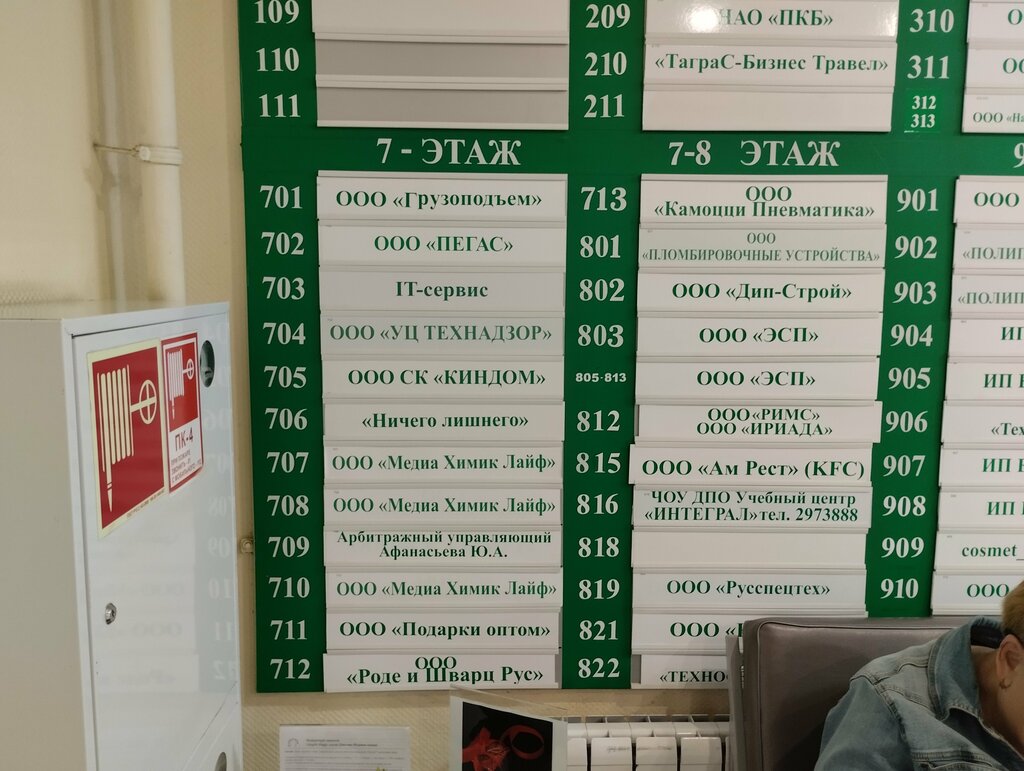 109
110
111
209
НАО «ПКБ»
210
«ТаграС-Бизнес Травел»
211
310
311
312
313
7 - ЭТАЖ
701 ООО «Грузоподъем»
702 ООО «ПЕГАС»
703 IT-сервис
704 ООО «УЦ ТЕХНАДЗОР»
705 ООО СК «КИНДОМ»
706 «Ничего лишнего»
707 «Медиа Химик Лайф»
708 «Медиа Химик Лайф»
709 Арбитражный управляющий
Афанасьева Ю.А.
710 ООО «Медиа Химик Лайф»
711 ООО «Подарки оптом»
712 ООО
«Роде и Шварц Рус»
7-8 ЭТАЖ
713 ООО
«Камоцци Пневматика»
801 ООО
«ПЛОМБИРОВОЧНЫЕ УСТРОЙСТВА»
802 ООО «Дип-Строй»
803 ООО «ЭСП»
805-813 ООО «ЭСП»
812 ООО«РИМС»
ООО «ИРИАДА»
815 ООО «Ам Рест» (KFC)
816 ЧОУ ДПО Учебный центр
«ИНТЕГРАЛ»тел. 2973888
818
819 ООО «Русспецтех»
821 ООО
822
901 ООО
902
903
904 ИП
905 ИП
906
907 ИП
908 ИП
909 cosmet_
910 ООО
ПК-4